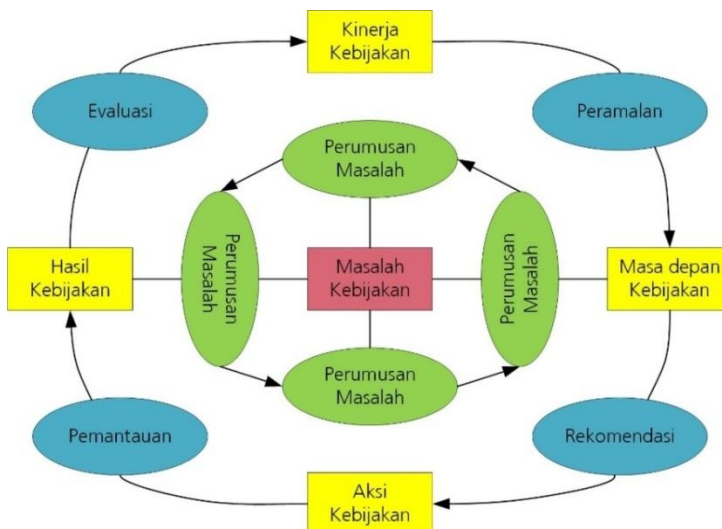 Kinerja
Kebijakan
Evaluasi
Peramalan
Perumusan
Masalah
Perumusan
Masalah
Hasil
Kebijakan
Masalah
Kebijakan
Perumusan
Masalah
Masa depan
Kebijakan
Perumusan
Masalah
Pemantauan
Rekomendasi
Aksi
Kebijakan